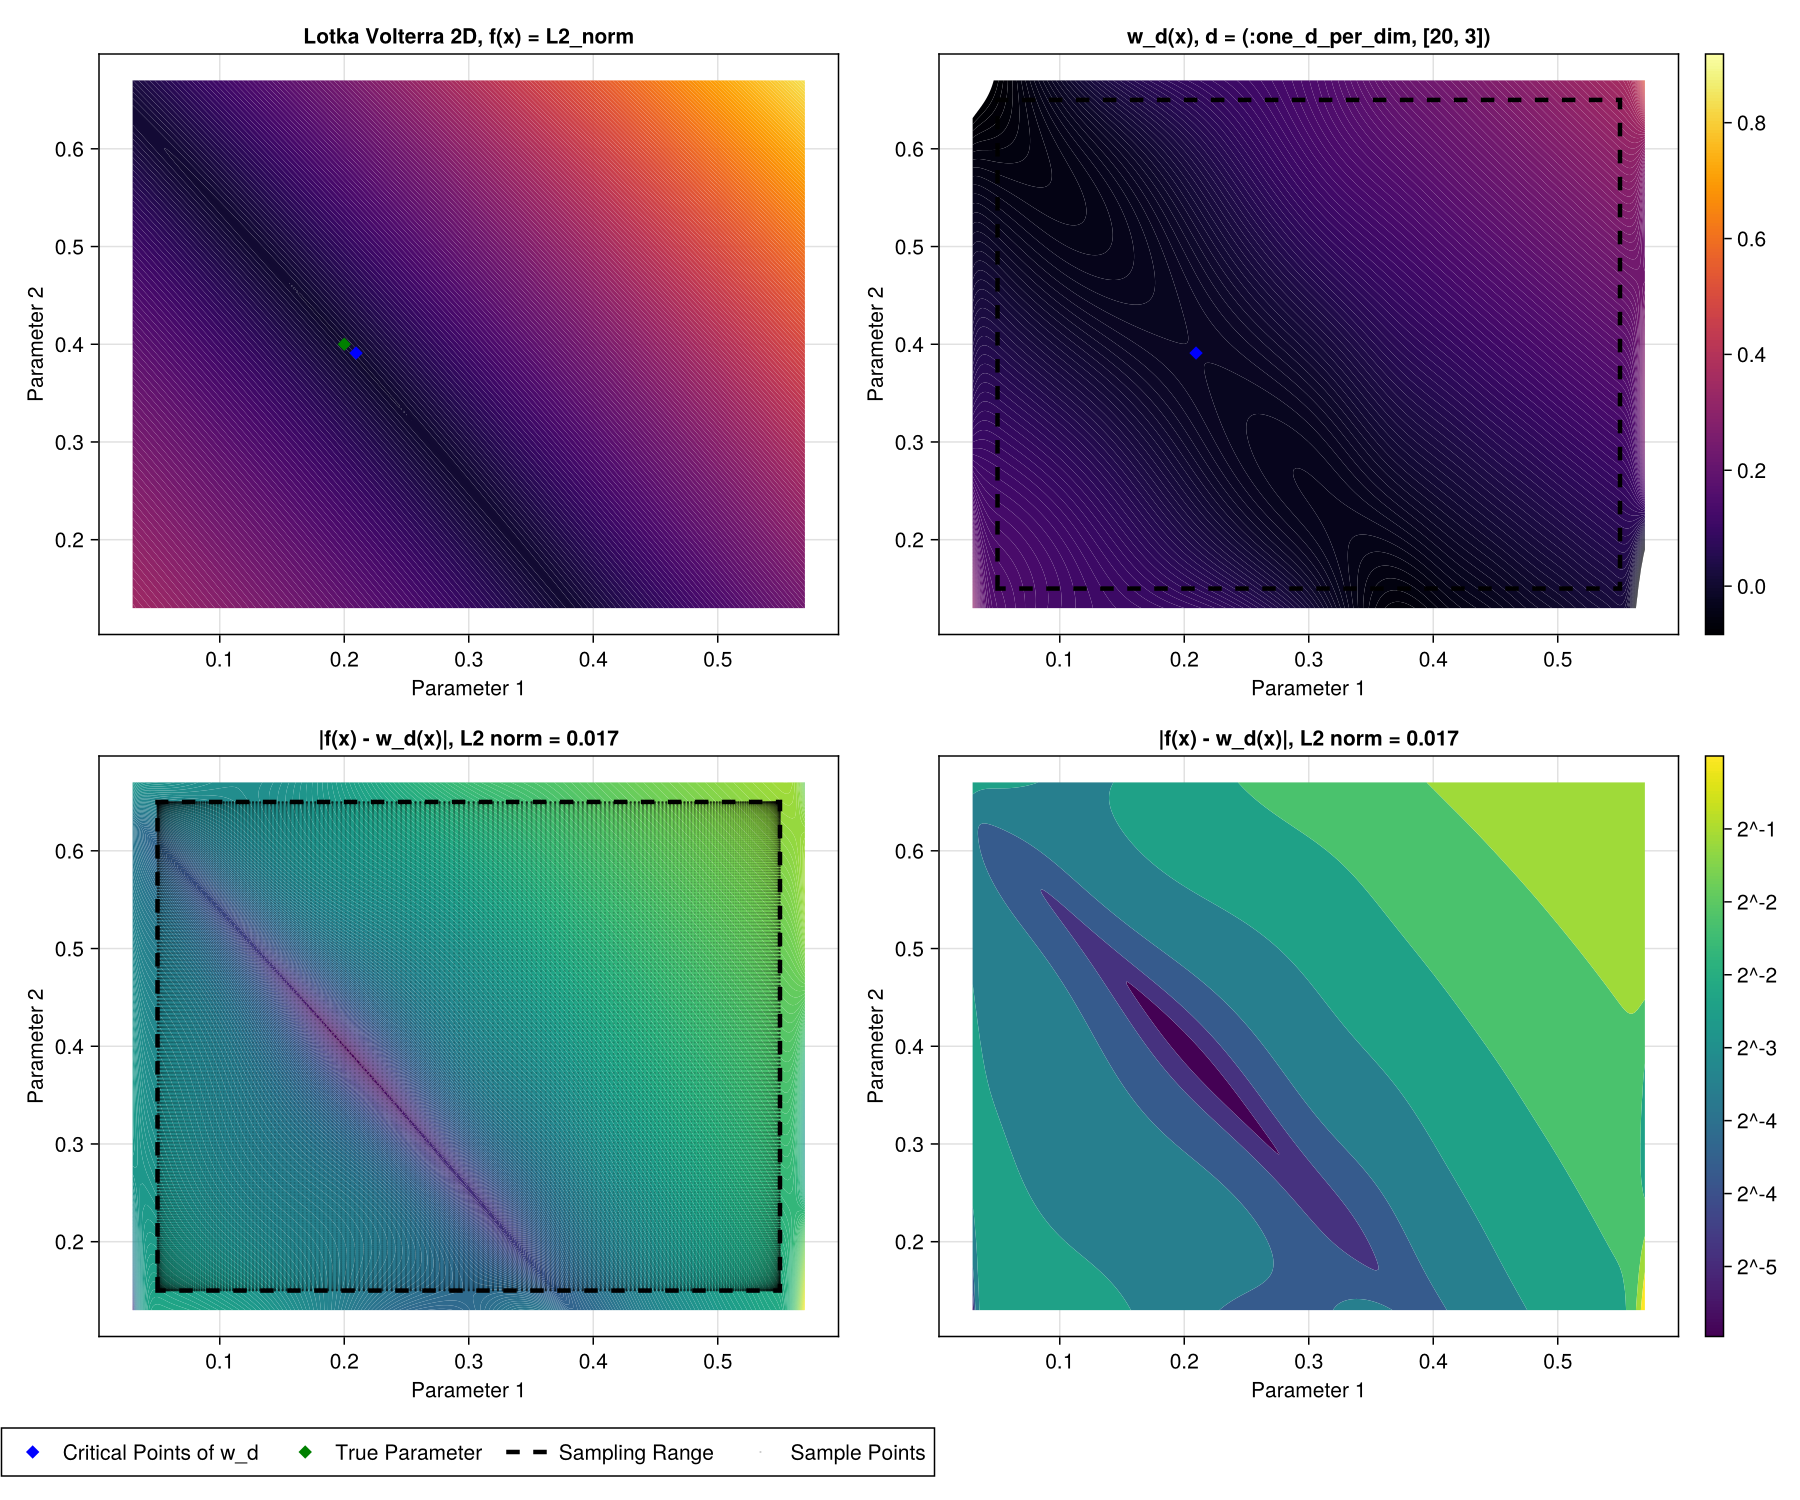 Lotka Volterra 2D, f(x) = L2_norm
Parameter 2
0.6
0.5
0.4
0.3
0.2
0.1 0.2 0.3 0.4 0.5
Parameter 1
w_d(x), d = (:one_d_per_dim, [20, 3])
Parameter 2
0.6
0.5
0.4
0.3
0.2
0.1 0.2 0.3 0.4 0.5
Parameter 1
0.8
0.6
0.4
0.2
0.0
|f(x) - w_d(x)|, L2 norm = 0.017
Parameter 2
0.6
0.5
0.4
0.3
0.2
0.1 0.2 0.3 0.4 0.5
Parameter 1
|f(x) - w_d(x)|, L2 norm = 0.017
Parameter 2
0.6
0.5
0.4
0.3
0.2
0.1 0.2 0.3 0.4 0.5
Parameter 1
2^-1
2^-2
2^-2
2^-3
2^-4
2^-4
2^-5
Critical Points of w_d True Parameter Sampling Range Sample Points